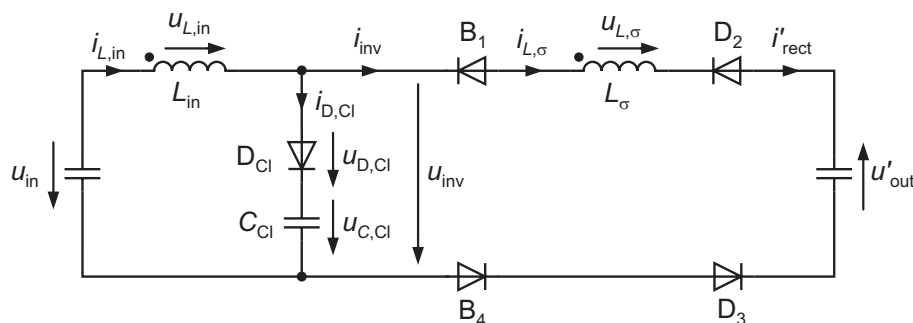 u_L,in
i_L,in
L_in
i_inv
B_1
i_L,σ
u_L,σ
L_σ
D_2
i'_rect
i_D,Cl
D_Cl
u_D,Cl
u_in
u_inv
u'_out
C_Cl
u_C,Cl
B_4
D_3